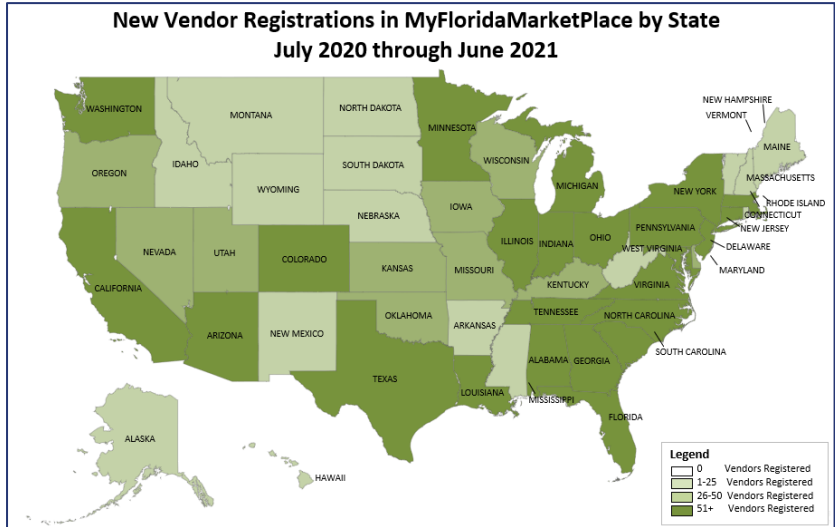 New Vendor Registrations in MyFloridaMarketPlace by State
July 2020 through June 2021
WASHINGTON
MONTANA
NORTH DAKOTA
MINNESOTA
NEW HAMPSHIRE
VERMONT
MAINE
OREGON
IDAHO
SOUTH DAKOTA
WISCONSIN
MICHIGAN
MASSACHUSETTS
WYOMING
NEW YORK
RHODE ISLAND
CONNECTICUT
NEBRASKA
IOWA
NEW JERSEY
NEVADA
UTAH
COLORADO
ILLINOIS
INDIANA
OHIO
PENNSYLVANIA
DELAWARE
WEST VIRGINIA
MARYLAND
CALIFORNIA
KANSAS
MISSOURI
KENTUCKY
VIRGINIA
ARIZONA
NEW MEXICO
OKLAHOMA
ARKANSAS
TENNESSEE
NORTH CAROLINA
SOUTH CAROLINA
TEXAS
LOUISIANA
ALABAMA
GEORGIA
MISSISSIPPI
FLORIDA
ALASKA
HAWAII
Legend
0 Vendors Registered
1-25 Vendors Registered
26-50 Vendors Registered
51+ Vendors Registered